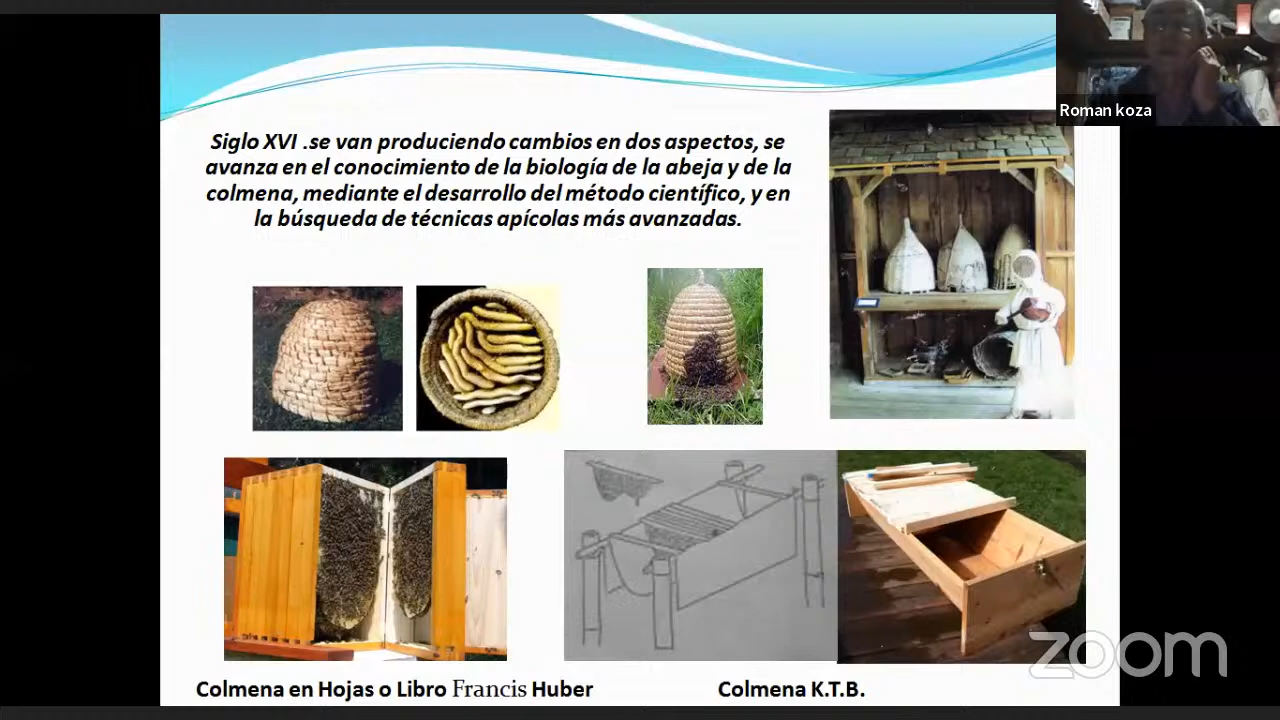 Roman koza
Siglo XVI .se van produciendo cambios en dos aspectos, se
avanza en el conocimiento de la biología de la abeja y de la
colmena, mediante el desarrollo del método científico, y en
la búsqueda de técnicas apícolas más avanzadas.
Colmena en Hojas o Libro Francis Huber
Colmena K.T.B.
zoom